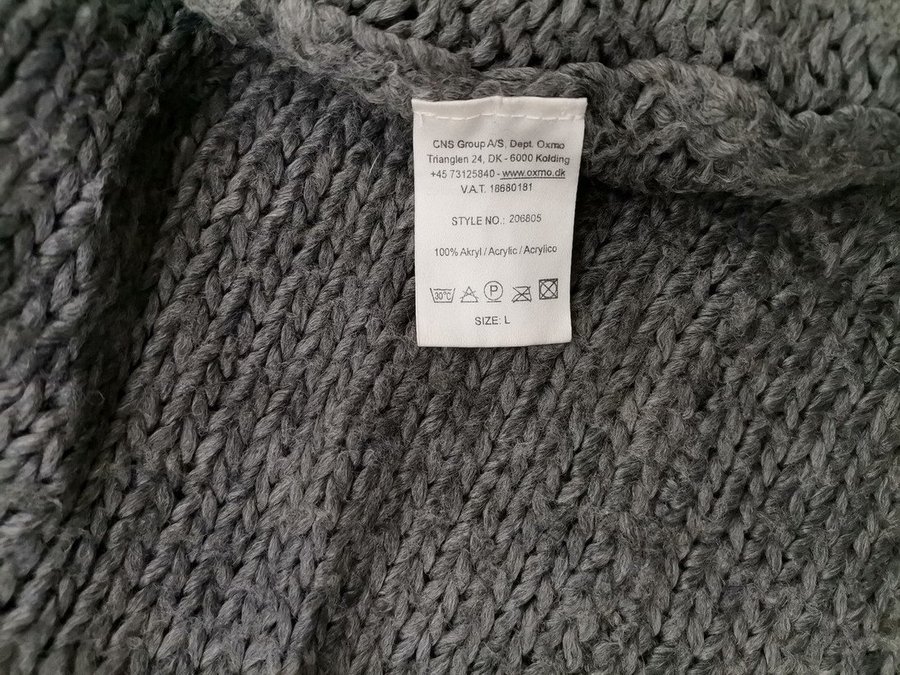 CNS Group A/S, Dept. Oxmo
Trianglen 24, DK - 6000 Kolding
+45 73125840 - www.oxmo.dk
V.A.T. 18680181
STYLE NO.: 206805
100% Akryl / Acrylic / Acrylico
30°C P
SIZE: L